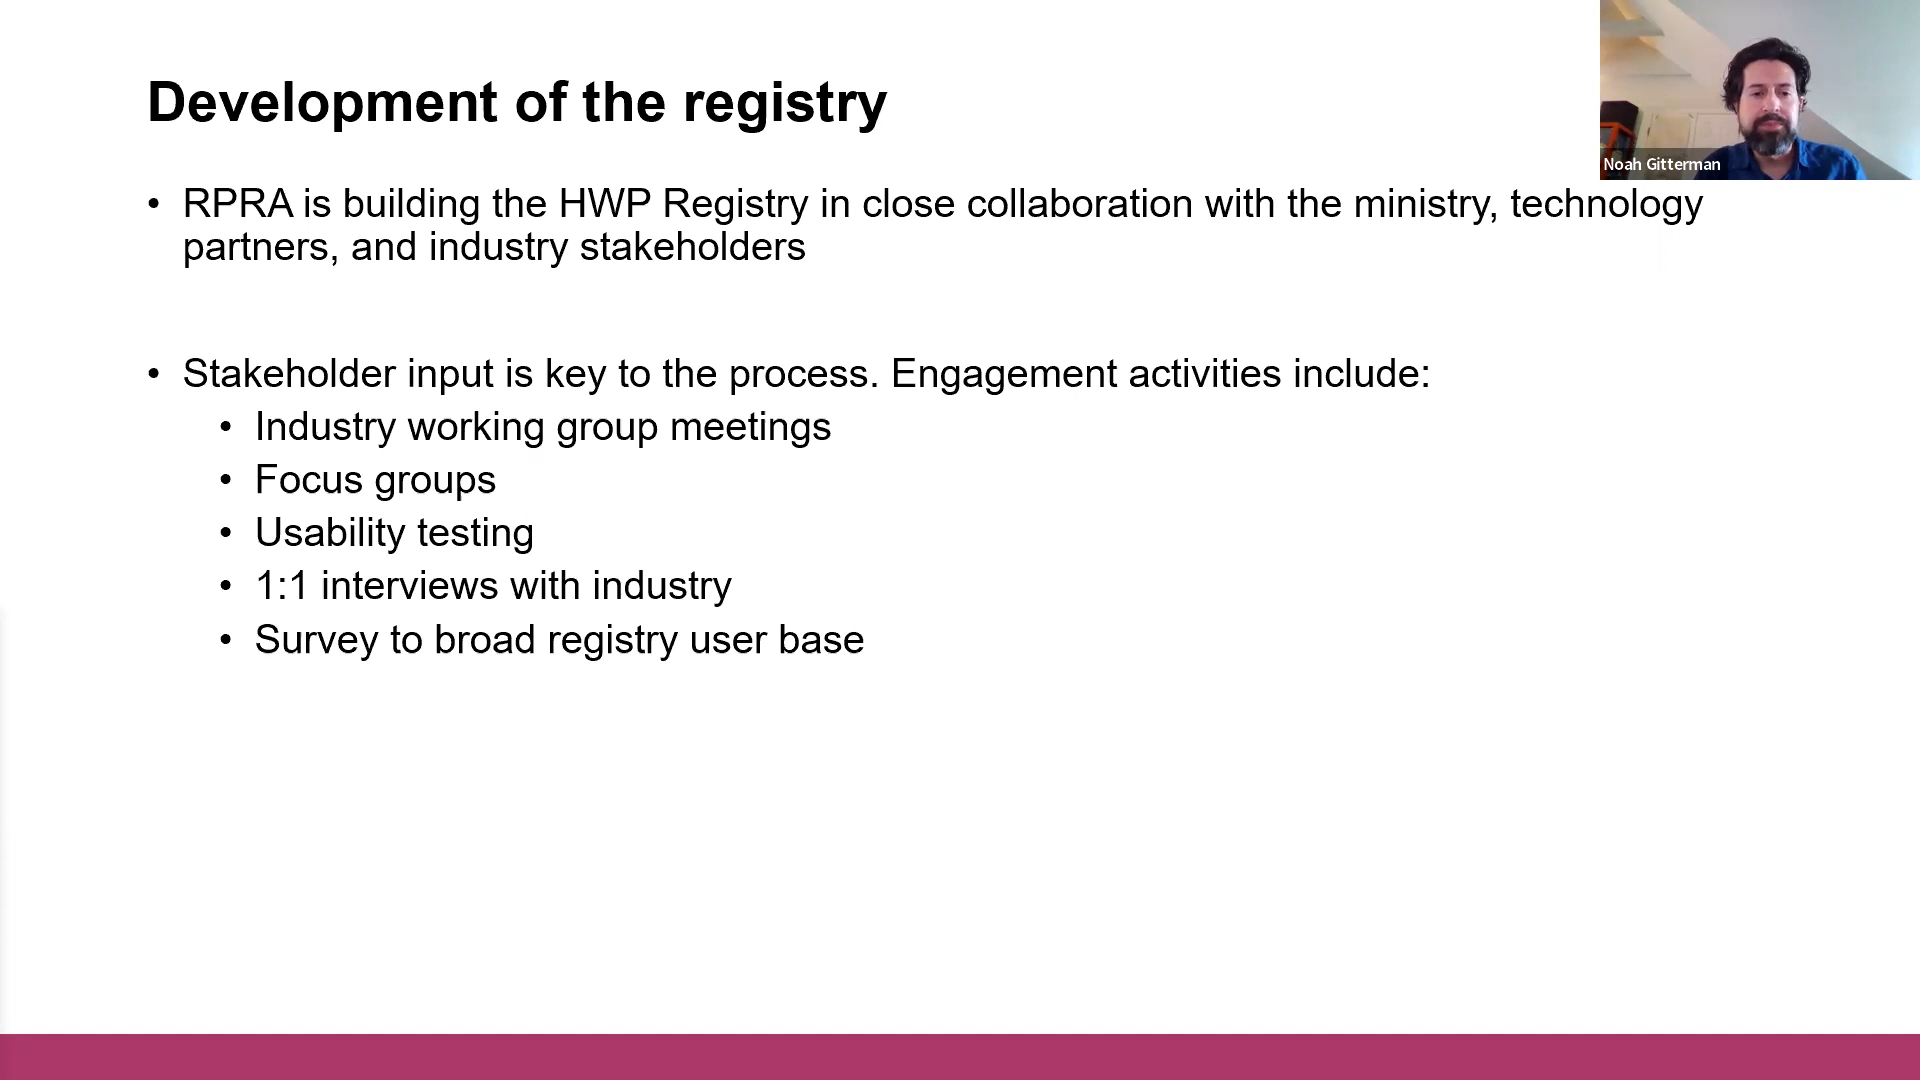 Development of the registry
Noah Gitterman
• RPRA is building the HWP Registry in close collaboration with the ministry, technology
partners, and industry stakeholders
• Stakeholder input is key to the process. Engagement activities include:
• Industry working group meetings
• Focus groups
• Usability testing
• 1:1 interviews with industry
• Survey to broad registry user base